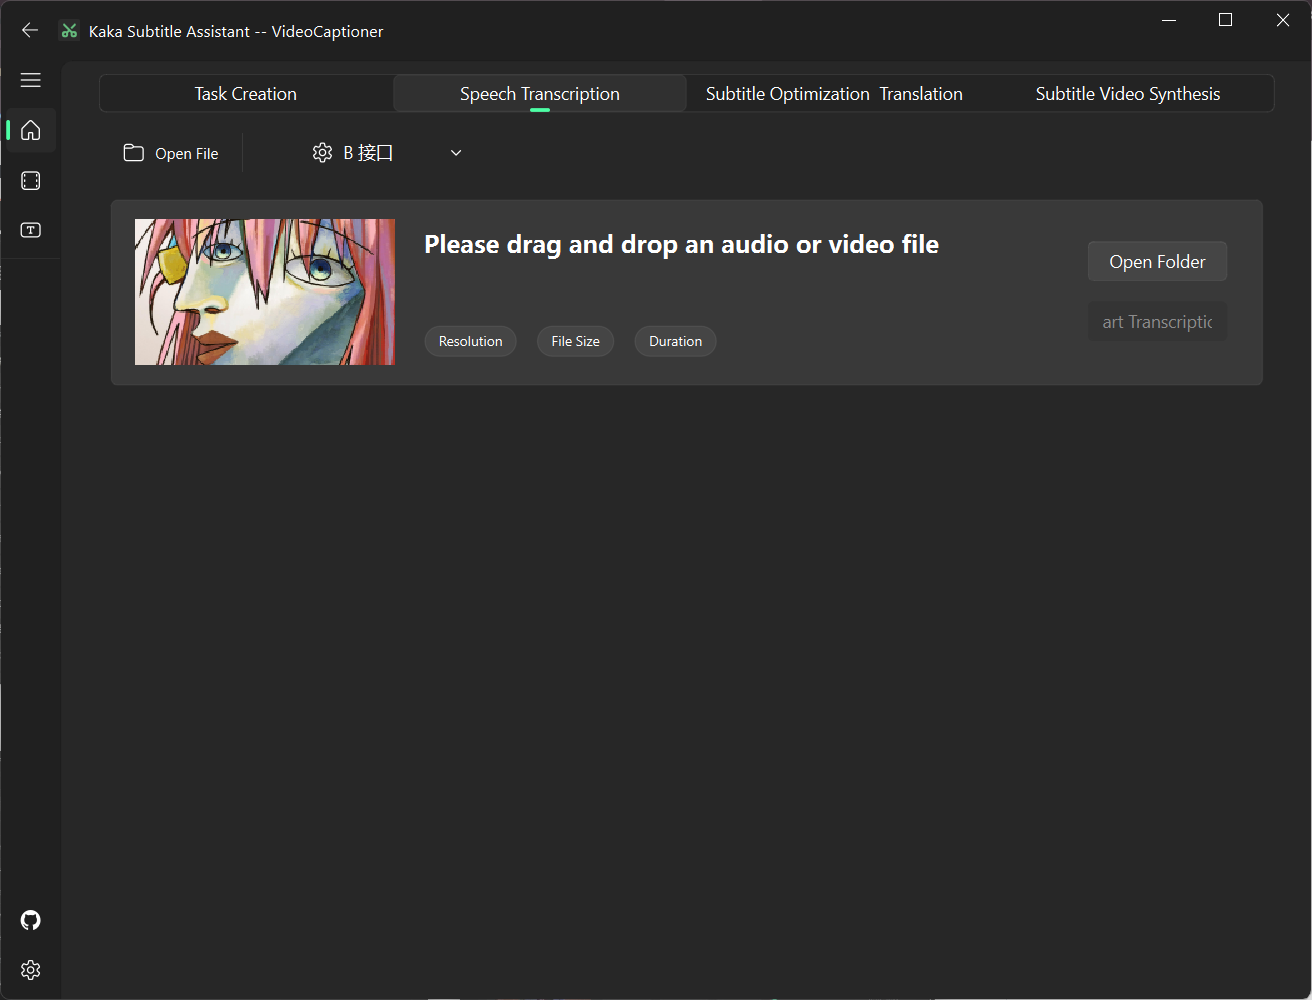 Kaka Subtitle Assistant -- VideoCaptioner
Task Creation
Speech Transcription
Subtitle Optimization  Translation
Subtitle Video Synthesis
Open File
B 接口
Please drag and drop an audio or video file
Open Folder
art Transcriptic
Resolution
File Size
Duration